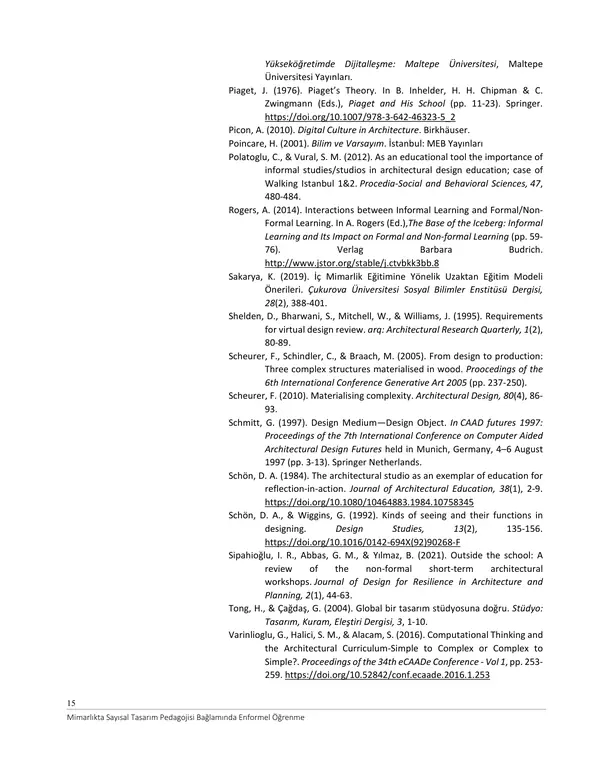 Yükseköğretimde Dijitalleşme: Maltepe Üniversitesi, Maltepe
Üniversitesi Yayınları.
Piaget, J. (1976). Piaget's Theory. In B. Inhelder, H. H. Chipman & C.
Zwingmann (Eds.), Piaget and His School (pp. 11-23). Springer.
https://doi.org/10.1007/978-3-642-46323-5_2
Picon, A. (2010). Digital Culture in Architecture. Birkhäuser.
Poincare, H. (2001). Bilim ve Varsayım. İstanbul: MEB Yayınları
Polatoglu, C., & Vural, S. M. (2012). As an educational tool the importance of
informal studies/studios in architectural design education; case of
Walking Istanbul 1&2. Procedia-Social and Behavioral Sciences, 47,
480-484.
Rogers, A. (2014). Interactions between Informal Learning and Formal/Non-
Formal Learning. In A. Rogers (Ed.),The Base of the Iceberg: Informal
Learning and Its Impact on Formal and Non-formal Learning (pp. 59-
76). Verlag Barbara Budrich.
http://www.jstor.org/stable/j.ctvbkk3bb.8
Sakarya, K. (2019). İç Mimarlik Eğitimine Yönelik Uzaktan Eğitim Modeli
Önerileri. Çukurova Üniversitesi Sosyal Bilimler Enstitüsü Dergisi,
28(2), 388-401.
Shelden, D., Bharwani, S., Mitchell, W., & Williams, J. (1995). Requirements
for virtual design review. arq: Architectural Research Quarterly, 1(2),
80-89.
Scheurer, F., Schindler, C., & Braach, M. (2005). From design to production:
Three complex structures materialised in wood. Proocedings of the
6th International Conference Generative Art 2005 (pp. 237-250).
Scheurer, F. (2010). Materialising complexity. Architectural Design, 80(4), 86-
93.
Schmitt, G. (1997). Design Medium—Design Object. In CAAD futures 1997:
Proceedings of the 7th International Conference on Computer Aided
Architectural Design Futures held in Munich, Germany, 4–6 August
1997 (pp. 3-13). Springer Netherlands.
Schön, D. A. (1984). The architectural studio as an exemplar of education for
reflection-in-action. Journal of Architectural Education, 38(1), 2-9.
https://doi.org/10.1080/10464883.1984.10758345
Schön, D. A., & Wiggins, G. (1992). Kinds of seeing and their functions in
designing. Design Studies, 13(2), 135-156.
https://doi.org/10.1016/0142-694X(92)90268-F
Sipahioğlu, I. R., Abbas, G. M., & Yılmaz, B. (2021). Outside the school: A
review of the non-formal short-term architectural
workshops. Journal of Design for Resilience in Architecture and
Planning, 2(1), 44-63.
Tong, H., & Çağdaş, G. (2004). Global bir tasarım stüdyosuna doğru. Stüdyo:
Tasarım, Kuram, Eleştiri Dergisi, 3, 1-10.
Varinlioglu, G., Halici, S. M., & Alacam, S. (2016). Computational Thinking and
the Architectural Curriculum-Simple to Complex or Complex to
Simple?. Proceedings of the 34th eCAADe Conference - Vol 1, pp. 253-
259. https://doi.org/10.52842/conf.ecaade.2016.1.253
15
Mimarlıkta Sayısal Tasarım Pedagojisi Bağlamında Enformel Öğrenme